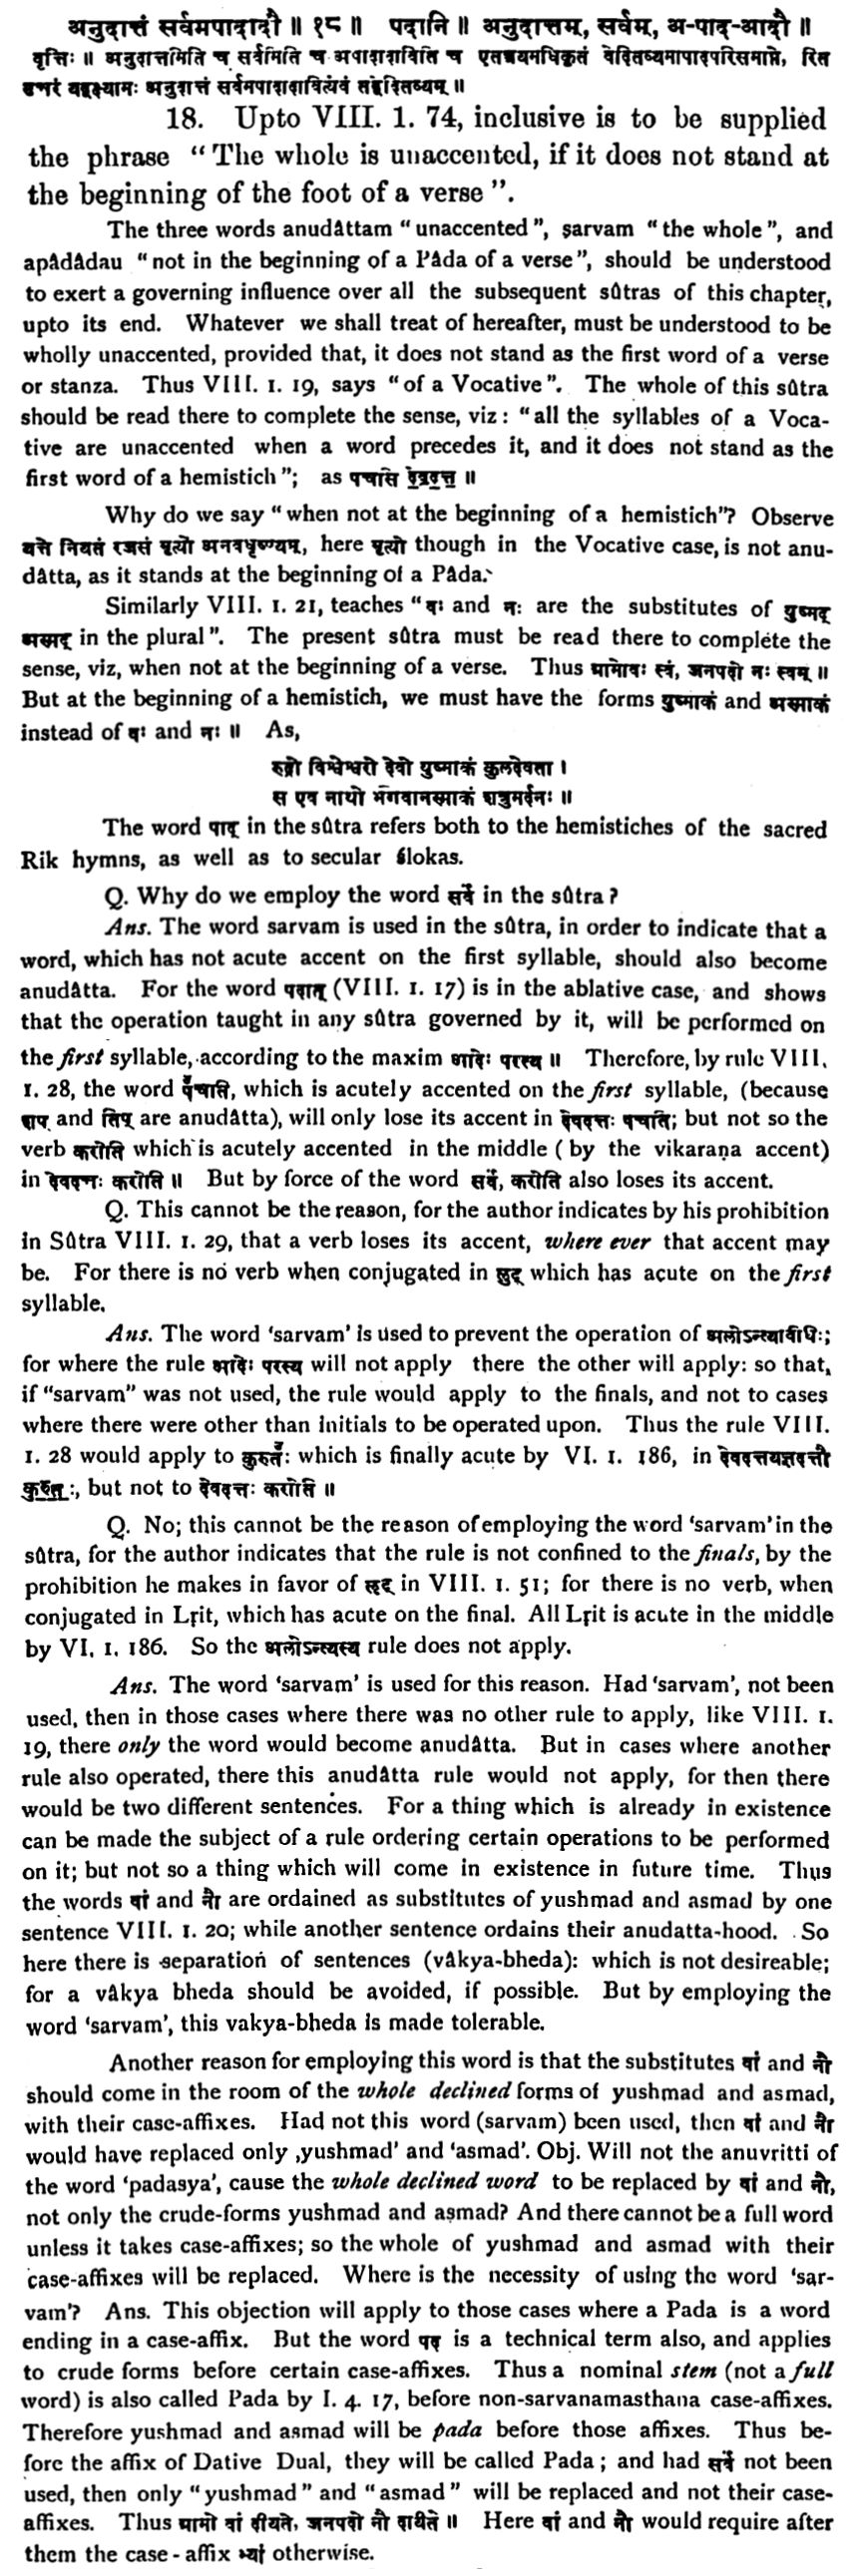 अनुदात्तं सर्वमपादादौ ॥ १८ ॥ पदानि ॥ अनुदात्तम्, सर्वम्, अ-पाद-आदौ ॥
वृत्तिः ॥ अनुदात्तमिति च सर्वमिति च अपादादाविति च एतत्रयमधिकृतं वेदितव्यमापादपरिसमाप्ते, रित
उत्तरं यद्वक्ष्यामः अनुदात्तं सर्वमपादादावित्येवं तद्वेदितव्यम् ॥
18. Upto VIII. 1. 74, inclusive is to be supplied
the phrase "The whole is unaccented, if it does not stand at
the beginning of the foot of a verse".
The three words anudâttam "unaccented", ṣarvam "the whole", and
apâdâdau "not in the beginning of a Pâda of a verse", should be understood
to exert a governing influence over all the subsequent sûtras of this chapter,
upto its end. Whatever we shall treat of hereafter, must be understood to be
wholly unaccented, provided that, it does not stand as the first word of a verse
or stanza. Thus VIII. 1. 19, says "of a Vocative". The whole of this sûtra
should be read there to complete the sense, viz: "all the syllables of a Voca-
tive are unaccented when a word precedes it, and it does not stand as the
first word of a hemistich"; as पचसि देवदत्त ॥
Why do we say "when not at the beginning of a hemistich"? Observe
यत्ते नियतं रजसं मृत्यो अनवधृष्ण्यम्, here मृत्यो though in the Vocative case, is not anu-
dâtta, as it stands at the beginning of a Pâda.
Similarly VIII. 1. 21, teaches "वः and नः are the substitutes of युष्मद्
अस्मद् in the plural". The present sûtra must be read there to complete the
sense, viz, when not at the beginning of a verse. Thus ग्रामोवः स्वं, जनपदो नः स्वम् ॥
But at the beginning of a hemistich, we must have the forms युष्माकं and अस्माकं
instead of वः and नः ॥ As,
रुद्रो विश्वेश्वरो देवो युष्माकं कुलदेवता ।
स एव नाथो भगवानस्माकं शत्रुमर्दनः ॥
The word पाद् in the sûtra refers both to the hemistiches of the sacred
Rik hymns, as well as to secular ślokas.
Q. Why do we employ the word सर्वं in the sûtra?
Ans. The word sarvam is used in the sûtra, in order to indicate that a
word, which has not acute accent on the first syllable, should also become
anudâtta. For the word पदात् (VIII. 1. 17) is in the ablative case, and shows
that the operation taught in any sûtra governed by it, will be performed on
the first syllable, according to the maxim आदेः परस्य ॥ Therefore, by rule VIII.
1. 28, the word पचति, which is acutely accented on the first syllable, (because
शप् and तिप् are anudâtta), will only lose its accent in देवदत्तः पचति; but not so the
verb करोति which is acutely accented in the middle ( by the vikaraṇa accent)
in देवदत्तः करोति ॥ But by force of the word सर्वं, करोति also loses its accent.
Q. This cannot be the reason, for the author indicates by his prohibition
in Sûtra VIII. 1. 29, that a verb loses its accent, where ever that accent may
be. For there is no verb when conjugated in लुट् which has acute on the first
syllable.
Ans. The word 'sarvam' is used to prevent the operation of अलोऽन्त्यविधिः;
for where the rule आदेः परस्य will not apply there the other will apply: so that,
if "sarvam" was not used, the rule would apply to the finals, and not to cases
where there were other than initials to be operated upon. Thus the rule VIII.
1. 28 would apply to कुरुतः which is finally acute by VI. 1. 186, in देवदत्तयज्ञदत्तौ
कुरुतः, but not to देवदत्तः करोति ॥
Q. No; this cannot be the reason of employing the word 'sarvam' in the
sûtra, for the author indicates that the rule is not confined to the finals, by the
prohibition he makes in favor of लृट् in VIII. 1. 51; for there is no verb, when
conjugated in Lṛit, which has acute on the final. All Lṛit is acute in the middle
by VI. 1. 186. So the अलोऽन्त्यस्य rule does not apply.
Ans. The word 'sarvam' is used for this reason. Had 'sarvam', not been
used, then in those cases where there was no other rule to apply, like VIII. 1.
19, there only the word would become anudâtta. But in cases where another
rule also operated, there this anudâtta rule would not apply, for then there
would be two different sentences. For a thing which is already in existence
can be made the subject of a rule ordering certain operations to be performed
on it; but not so a thing which will come in existence in future time. Thus
the words वां and नौ are ordained as substitutes of yushmad and asmad by one
sentence VIII. 1. 20; while another sentence ordains their anudatta-hood. So
here there is separation of sentences (vâkya-bheda): which is not desireable;
for a vâkya bheda should be avoided, if possible. But by employing the
word 'sarvam', this vakya-bheda is made tolerable.
Another reason for employing this word is that the substitutes वां and नौ
should come in the room of the whole declined forms of yushmad and asmad,
with their case-affixes. Had not this word (sarvam) been used, then वां and नौ
would have replaced only ,yushmad' and 'asmad'. Obj. Will not the anuvritti of
the word 'padasya', cause the whole declined word to be replaced by वां and नौ,
not only the crude-forms yushmad and aṣmad? And there cannot be a full word
unless it takes case-affixes; so the whole of yushmad and asmad with their
case-affixes will be replaced. Where is the necessity of using the word 'sar-
vam'? Ans. This objection will apply to those cases where a Pada is a word
ending in a case-affix. But the word पद is a technical term also, and applies
to crude forms before certain case-affixes. Thus a nominal stem (not a full
word) is also called Pada by I. 4. 17, before non-sarvanamasthana case-affixes.
Therefore yushmad and asmad will be pada before those affixes. Thus be-
fore the affix of Dative Dual, they will be called Pada; and had सर्वं not been
used, then only "yushmad" and "asmad" will be replaced and not their case-
affixes. Thus ग्रामो वां दीयते, जनपदो नौ दीयते ॥ Here वां and नौ would require after
them the case - affix भ्यां otherwise.